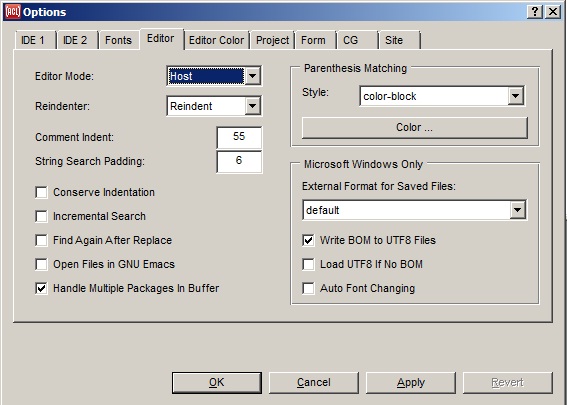 ACL Options
IDE 1 IDE 2 Fonts Editor Editor Color Project Form CG Site
Editor Mode: Host
Reindenter: Reindent
Comment Indent: 55
String Search Padding: 6
Conserve Indentation
Incremental Search
Find Again After Replace
Open Files in GNU Emacs
Handle Multiple Packages In Buffer
Parenthesis Matching
Style: color-block
Color ...
Microsoft Windows Only
External Format for Saved Files:
default
Write BOM to UTF8 Files
Load UTF8 If No BOM
Auto Font Changing
OK Cancel Apply Revert